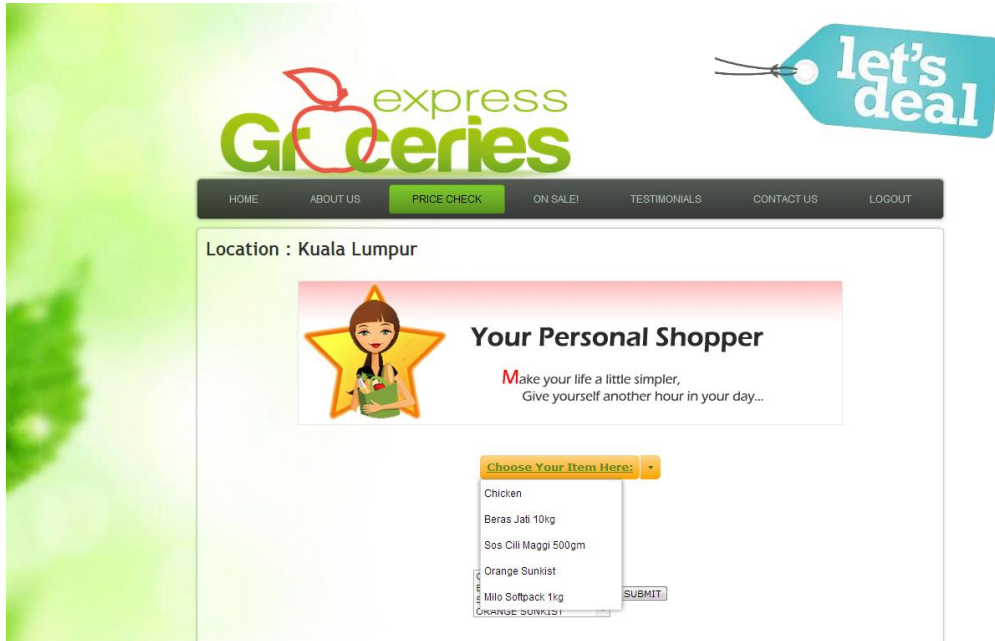 let's
deal
express
Groceries
HOME ABOUT US PRICE CHECK ON SALE! TESTIMONIALS CONTACT US LOGOUT
Location : Kuala Lumpur
Your Personal Shopper
Make your life a little simpler,
Give yourself another hour in your day...
Choose Your Item Here:
Chicken
Beras Jati 10kg
Sos Cili Maggi 500gm
Orange Sunkist
Milo Softpack 1kg
SUBMIT
ORANGE SUNKIST